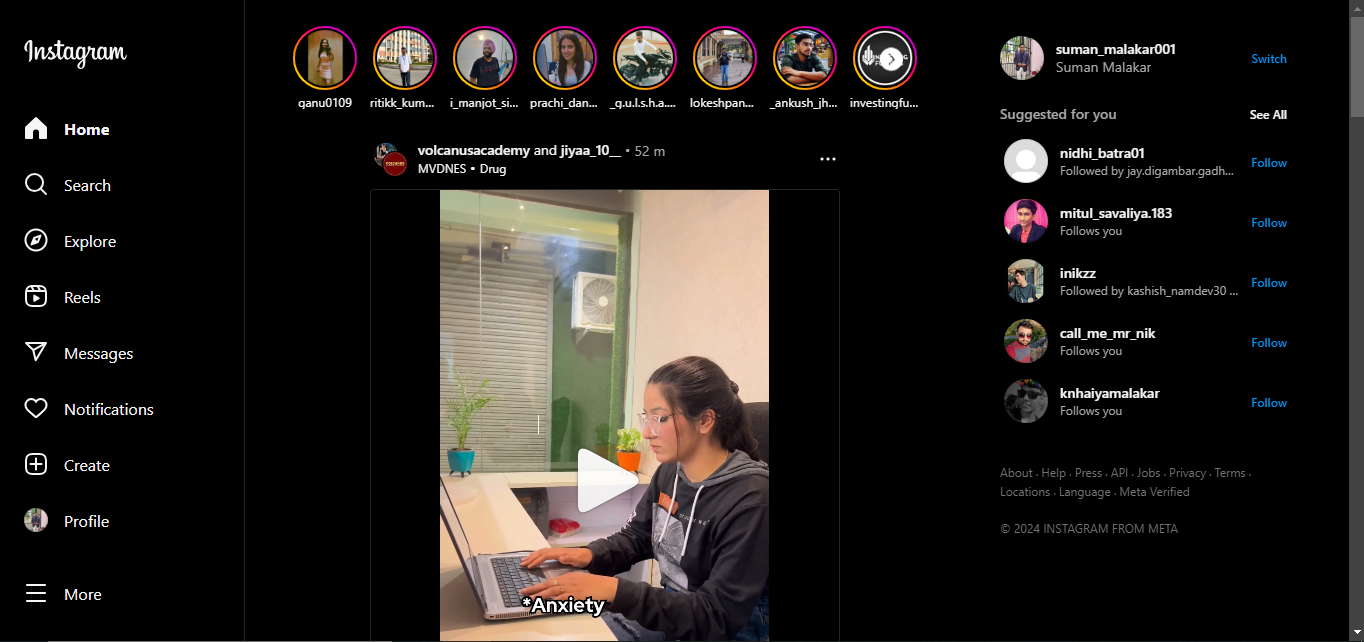 Instagram
Home
Search
Explore
Reels
Messages
Notifications
Create
Profile
More
qanu0109
ritikk_kum...
i_manjot_si...
prachi_dan...
_g.u.l.s.h.a....
lokeshpan...
_ankush_jh...
investingfu...
volcanusacademy and jiyaa_10__ • 52 m
MVDNES • Drug
*Anxiety
suman_malakar001
Suman Malakar
Switch
Suggested for you
See All
nidhi_batra01
Followed by jay.digambar.gadh...
Follow
mitul_savaliya.183
Follows you
Follow
inikzz
Followed by kashish_namdev30 ...
Follow
call_me_mr_nik
Follows you
Follow
knhaiyamalakar
Follows you
Follow
About · Help · Press · API · Jobs · Privacy · Terms ·
Locations · Language · Meta Verified
© 2024 INSTAGRAM FROM META